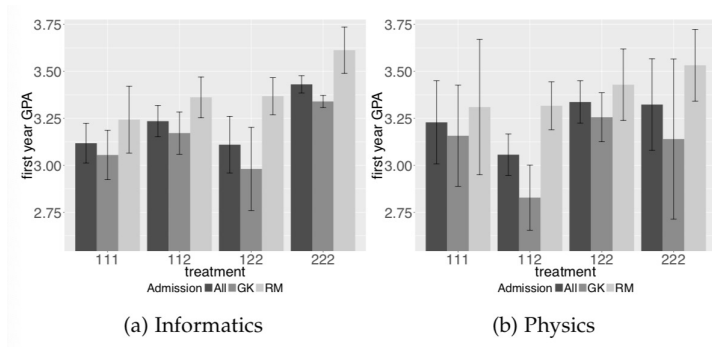 3.75
3.50
3.25
3.00
2.75
first year GPA
111
112
122
222
treatment
Admission All GK RM
(a) Informatics
3.75
3.50
3.25
3.00
2.75
first year GPA
111
112
122
222
treatment
Admission All GK RM
(b) Physics